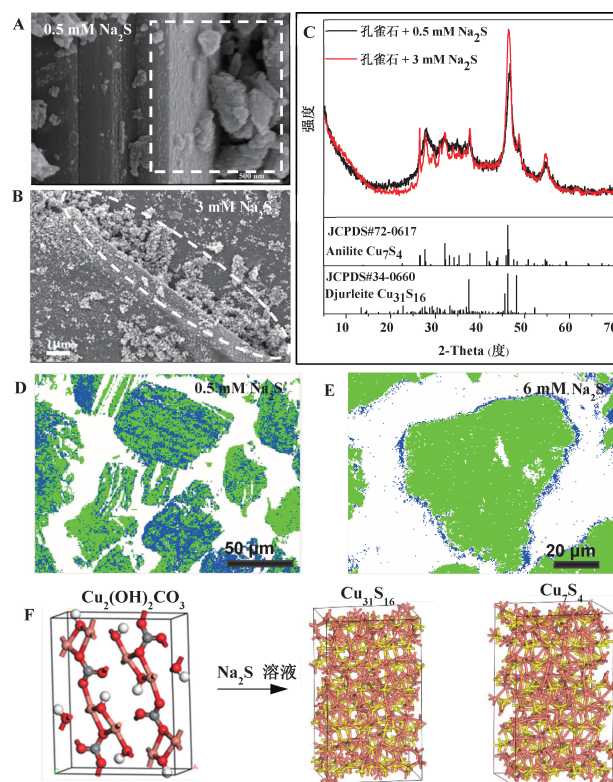 A
0.5 mM Na₂S
500 nm
B
3 mM Na₂S
1 μm
C
孔雀石 + 0.5 mM Na₂S
孔雀石 + 3 mM Na₂S
强度
JCPDS#72-0617
Anilite Cu₇S₄
JCPDS#34-0660
Djurleite Cu₃₁S₁₆
10 20 30 40 50 60 70
2-Theta (度)
D
0.5 mM Na₂S
50 μm
E
6 mM Na₂S
20 μm
F
Cu₂(OH)₂CO₃
Na₂S 溶液
Cu₃₁S₁₆
Cu₇S₄